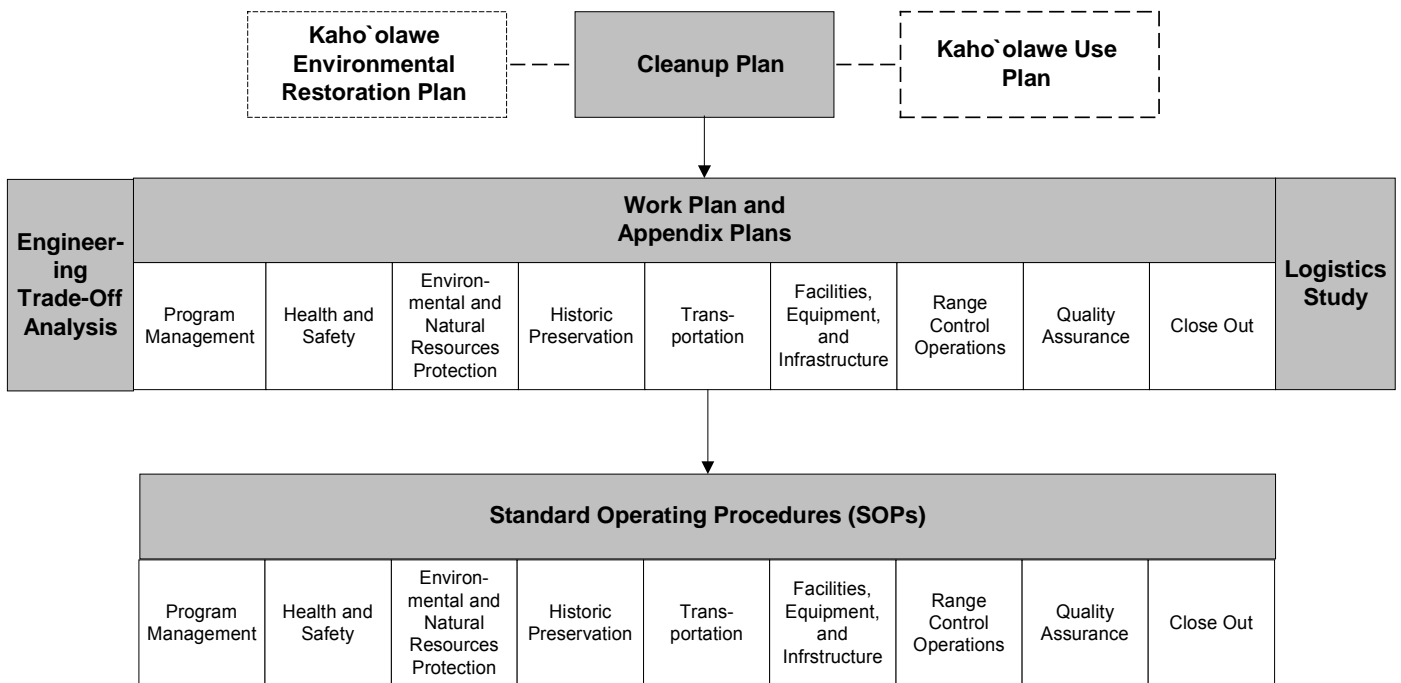 Kaho`olawe
Environmental
Restoration Plan
Cleanup Plan
Kaho`olawe Use
Plan
Engineer-
ing
Trade-Off
Analysis
Work Plan and
Appendix Plans
Program
Management
Health and
Safety
Environ-
mental and
Natural
Resources
Protection
Historic
Preservation
Trans-
portation
Facilities,
Equipment,
and
Infrastructure
Range
Control
Operations
Quality
Assurance
Close Out
Logistics
Study
Standard Operating Procedures (SOPs)
Program
Management
Health and
Safety
Environ-
mental and
Natural
Resources
Protection
Historic
Preservation
Trans-
portation
Facilities,
Equipment,
and
Infrstructure
Range
Control
Operations
Quality
Assurance
Close Out